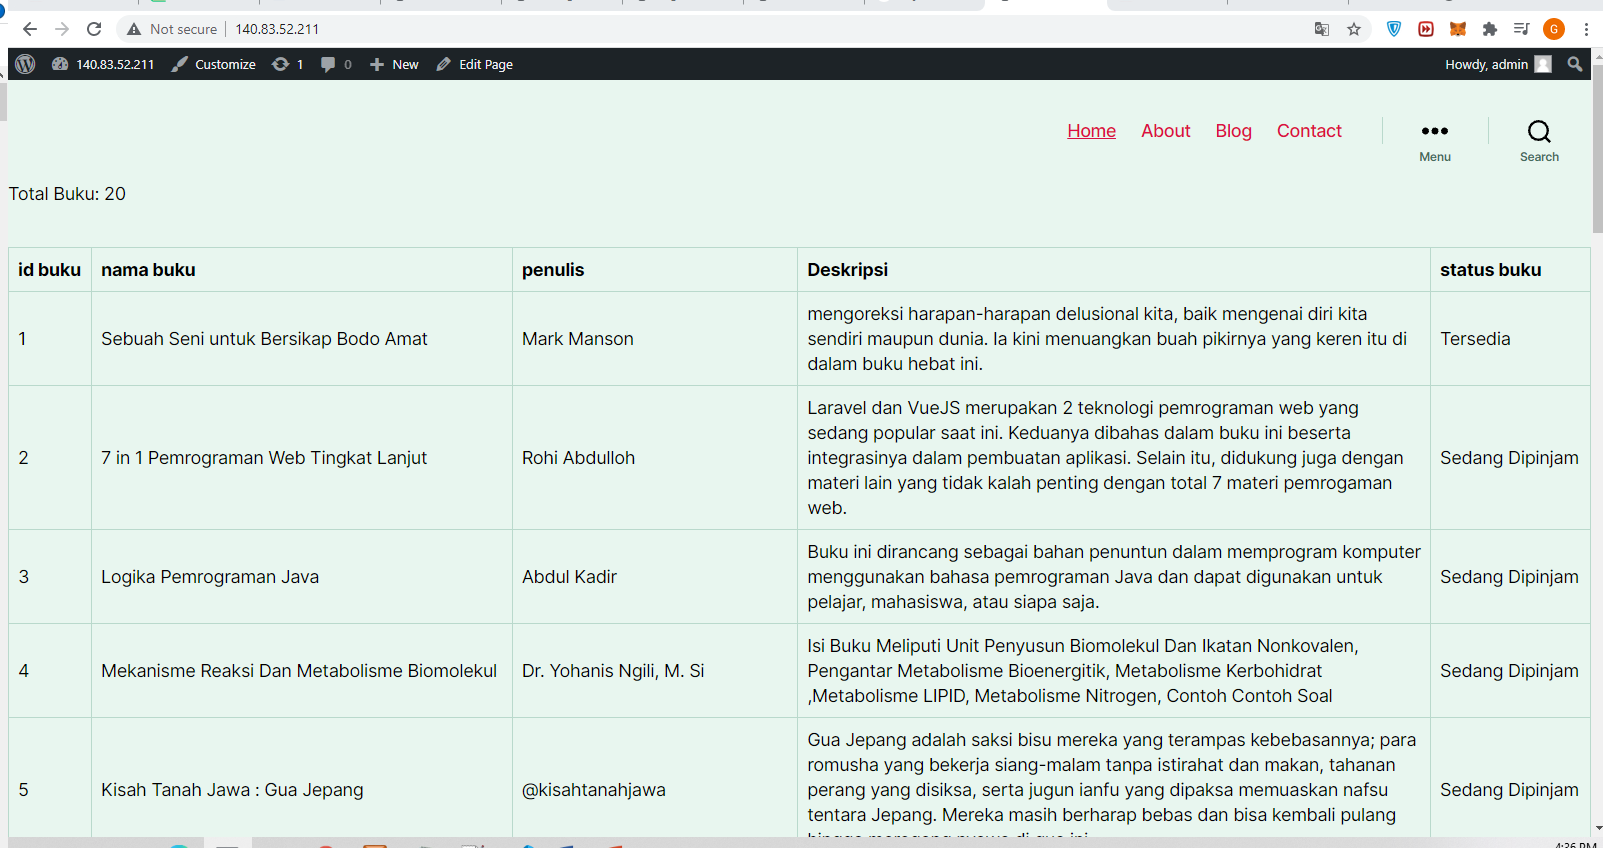 Not secure 140.83.52.211
G
140.83.52.211 Customize 1 0 New Edit Page Howdy, admin
Home About Blog Contact
Menu Search
Total Buku: 20
id buku nama buku penulis Deskripsi status buku
mengoreksi harapan-harapan delusional kita, baik mengenai diri kita
1 Sebuah Seni untuk Bersikap Bodo Amat Mark Manson sendiri maupun dunia. Ia kini menuangkan buah pikirnya yang keren itu di Tersedia
dalam buku hebat ini.
Laravel dan VueJS merupakan 2 teknologi pemrograman web yang
sedang popular saat ini. Keduanya dibahas dalam buku ini beserta
2 7 in 1 Pemrograman Web Tingkat Lanjut Rohi Abdulloh integrasinya dalam pembuatan aplikasi. Selain itu, didukung juga dengan Sedang Dipinjam
materi lain yang tidak kalah penting dengan total 7 materi pemrogaman
web.
Buku ini dirancang sebagai bahan penuntun dalam memprogram komputer
3 Logika Pemrograman Java Abdul Kadir menggunakan bahasa pemrograman Java dan dapat digunakan untuk Sedang Dipinjam
pelajar, mahasiswa, atau siapa saja.
Isi Buku Meliputi Unit Penyusun Biomolekul Dan Ikatan Nonkovalen,
4 Mekanisme Reaksi Dan Metabolisme Biomolekul Dr. Yohanis Ngili, M. Si Pengantar Metabolisme Bioenergitik, Metabolisme Kerbohidrat Sedang Dipinjam
,Metabolisme LIPID, Metabolisme Nitrogen, Contoh Contoh Soal
Gua Jepang adalah saksi bisu mereka yang terampas kebebasannya; para
romusha yang bekerja siang-malam tanpa istirahat dan makan, tahanan
5 Kisah Tanah Jawa : Gua Jepang @kisahtanahjawa perang yang disiksa, serta jugun ianfu yang dipaksa memuaskan nafsu Sedang Dipinjam
tentara Jepang. Mereka masih berharap bebas dan bisa kembali pulang